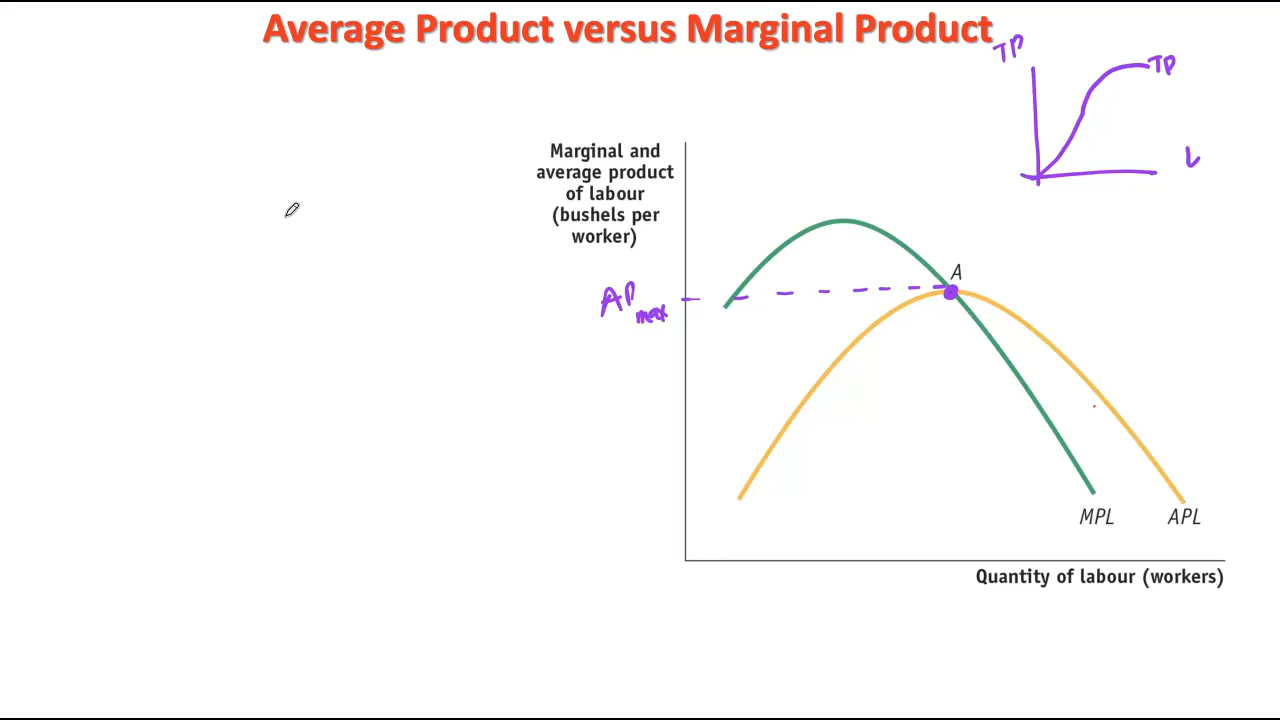 Average Product versus Marginal Product
TP
TP
L
Marginal and
average product
of labour
(bushels per
worker)
A
AP
max
MPL
APL
Quantity of labour (workers)